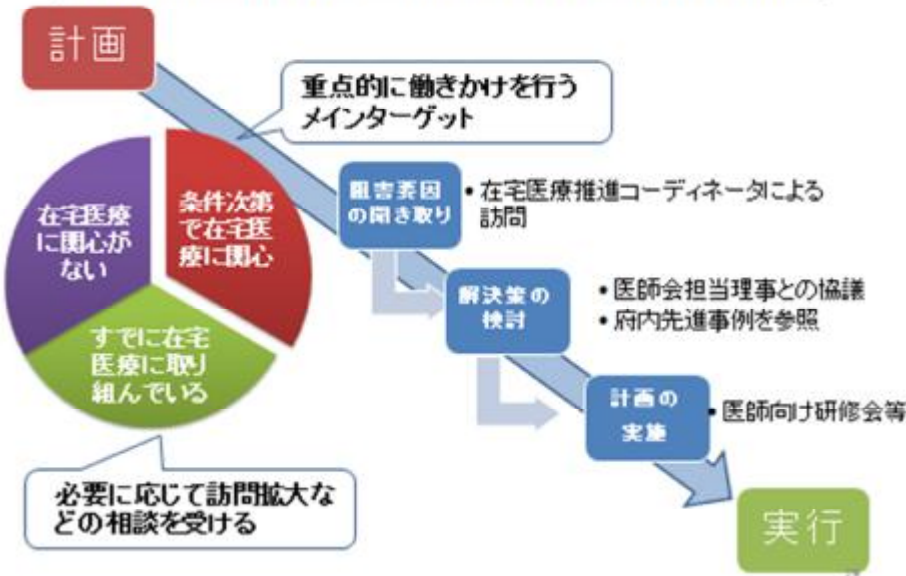 計画
重点的に働きかけを行う
メインターゲット
在宅医療
に関心が
ない
条件次第
で在宅医
療に関心
すでに在宅
医療に取り
組んでいる
阻害要因
の聞き取り
• 在宅医療推進コーディネータによる
訪問
解決策の
検討
• 医師会担当理事との協議
• 府内先進事例を参照
計画の
実施
• 医師向け研修会等
必要に応じて訪問拡大な
どの相談を受ける
実行